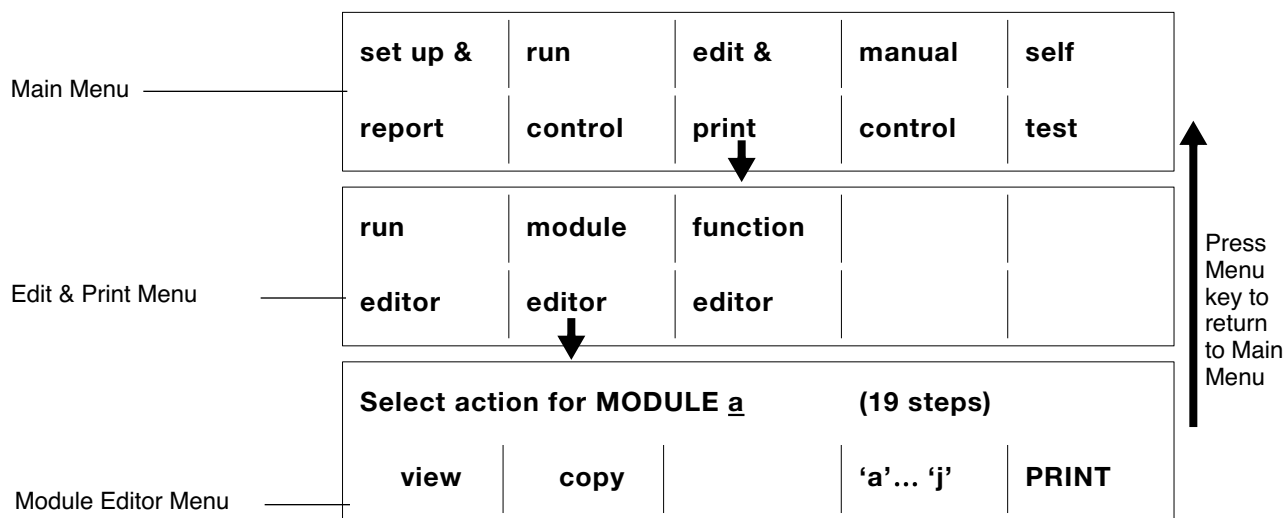 set up & run edit & manual self
Main Menu
report control print control test
run module function
Edit & Print Menu
editor editor editor
Press
Menu
key to
return
to Main
Menu
Select action for MODULE a (19 steps)
view copy ‘a’... ‘j’ PRINT
Module Editor Menu